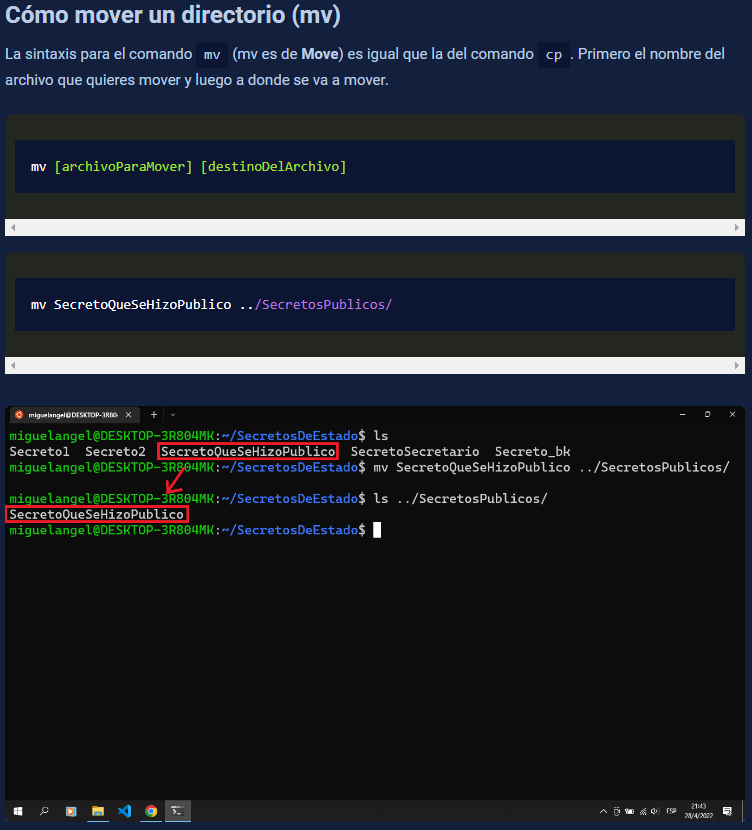 Cómo mover un directorio (mv)
La sintaxis para el comando mv (mv es de Move) es igual que la del comando cp. Primero el nombre del
archivo que quieres mover y luego a donde se va a mover.
mv [archivoParaMover] [destinoDelArchivo]
mv SecretoQueSeHizoPublico ../SecretosPublicos/
miguelangel@DESKTOP-3R804
miguelangel@DESKTOP-3R804MK:~/SecretosDeEstado$ ls
Secreto1 Secreto2 SecretoQueSeHizoPublico SecretoSecretario Secreto_bk
miguelangel@DESKTOP-3R804MK:~/SecretosDeEstado$ mv SecretoQueSeHizoPublico ../SecretosPublicos/
miguelangel@DESKTOP-3R804MK:~/SecretosDeEstado$ ls ../SecretosPublicos/
SecretoQueSeHizoPublico
miguelangel@DESKTOP-3R804MK:~/SecretosDeEstado$
ESP
21:43
28/4/2022